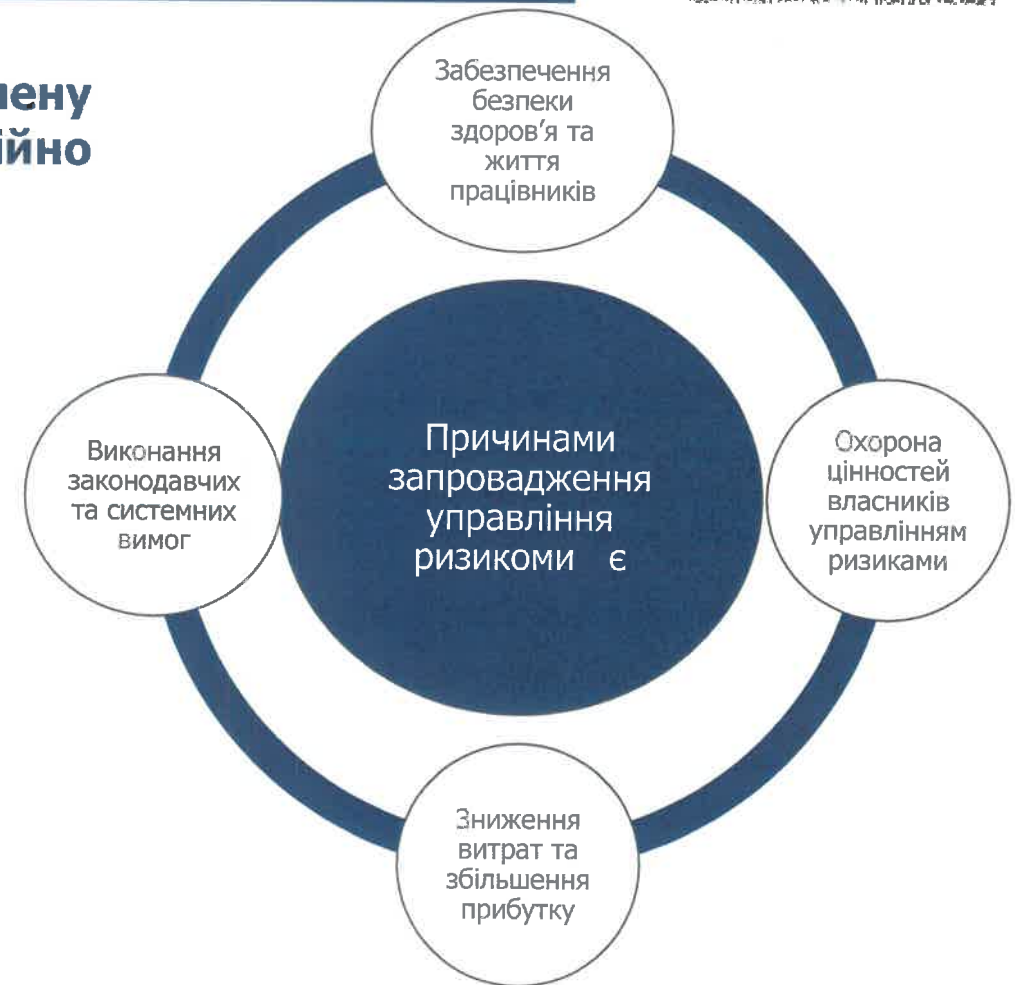 Забезпечення
безпеки
здоров'я та
життя
працівників
Виконання
законодавчих
та системних
вимог
Причинами
запровадження
управління
ризикоми є
Охорона
цінностей
власників
управлінням
ризиками
Зниження
витрат та
збільшення
прибутку